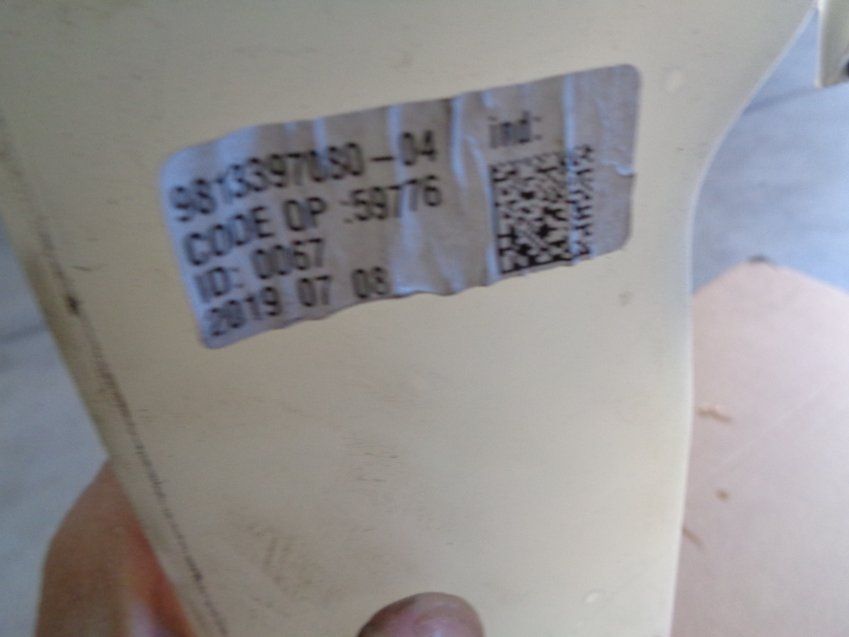 9813397080-04
ind:
CODE OP :59776
ID: 0067
2019 07 08